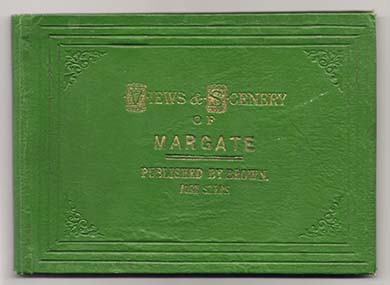 VIEWS & SCENERY
OF
MARGATE
PUBLISHED BY BROWN.